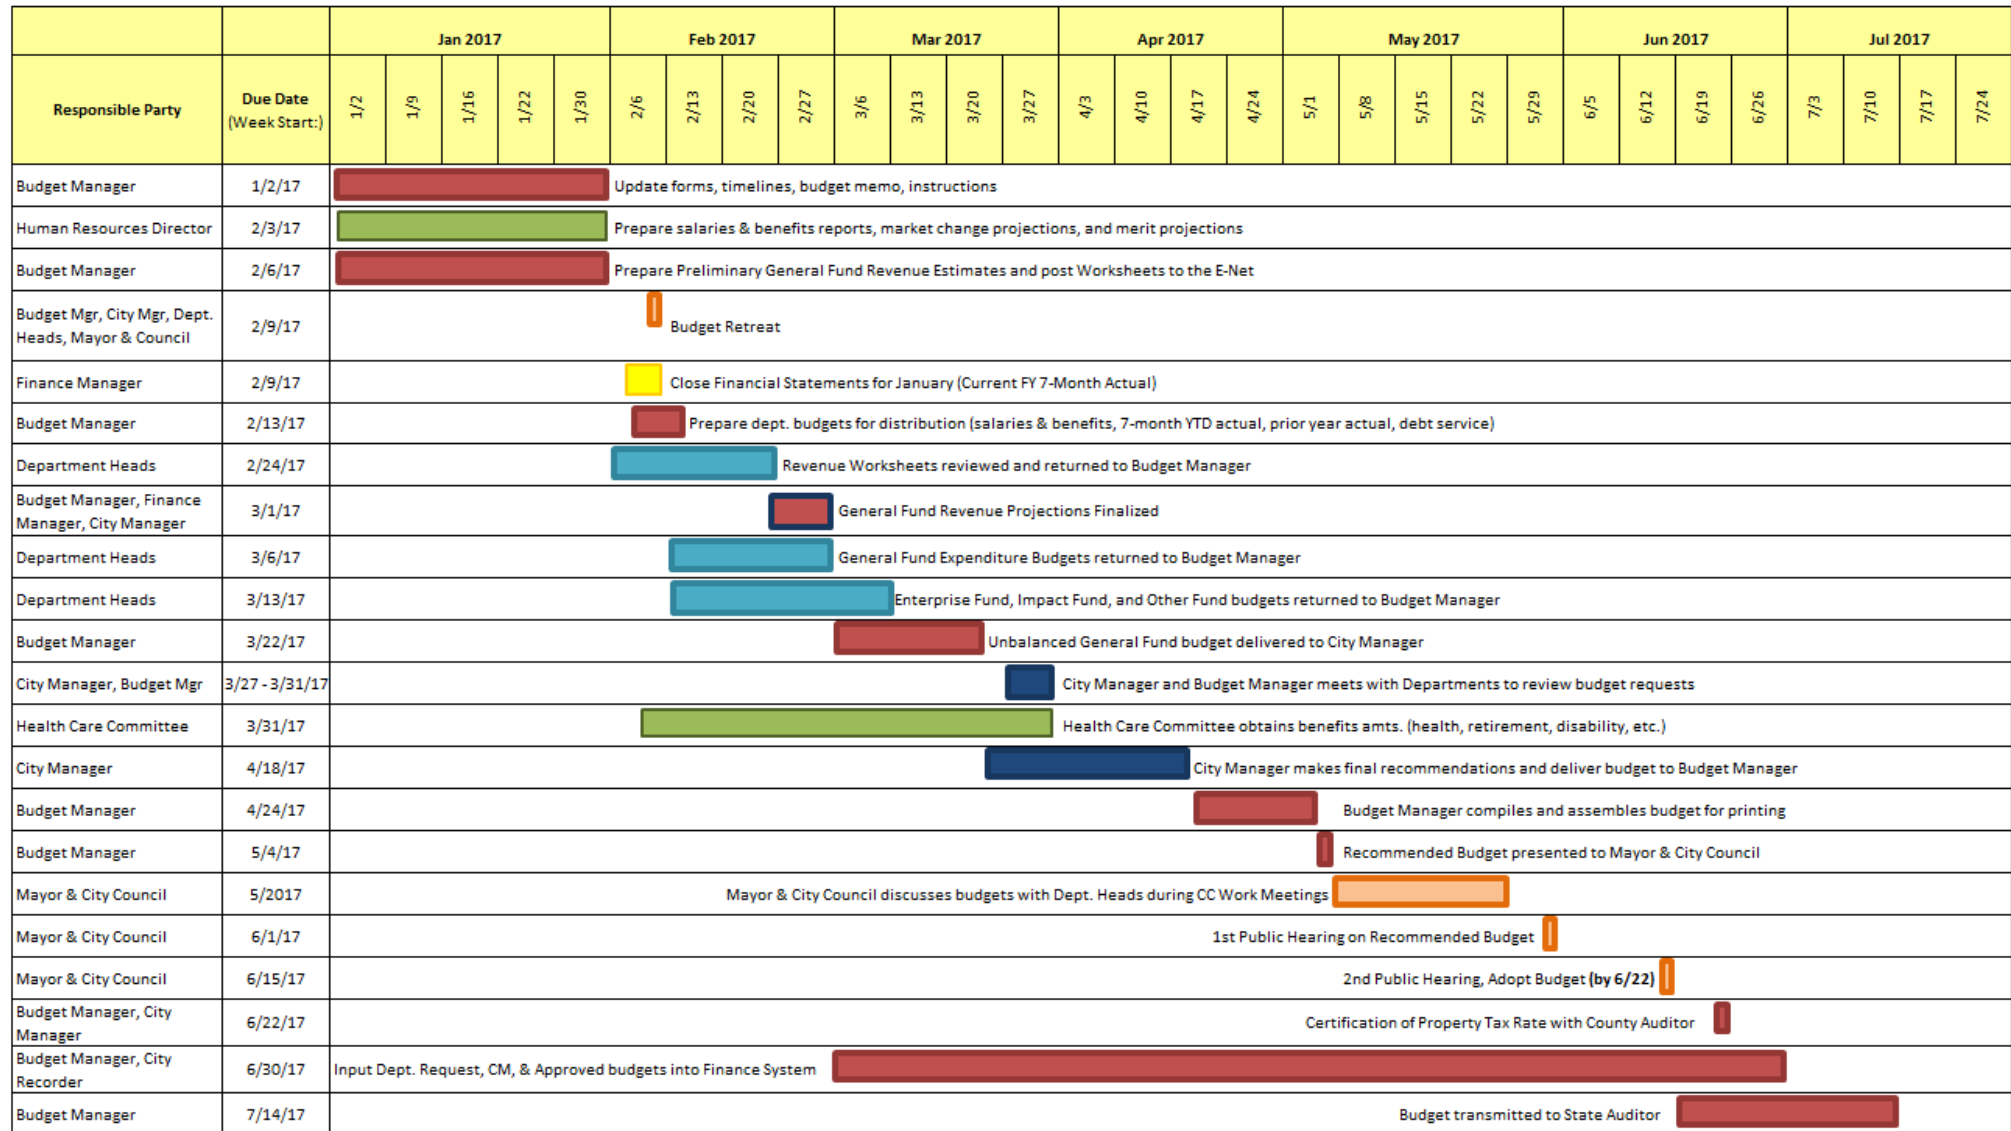 Jan 2017 Feb 2017 Mar 2017 Apr 2017 May 2017 Jun 2017 Jul 2017
Responsible Party Due Date 1/2 1/9 1/16 1/22 1/30 2/6 2/13 2/20 2/27 3/6 3/13 3/20 3/27 4/3 4/10 4/17 4/24 5/1 5/8 5/15 5/22 5/29 6/5 6/12 6/19 6/26 7/3 7/10 7/17 7/24
(Week Start:)
Budget Manager 1/2/17 Update forms, timelines, budget memo, instructions
Human Resources Director 2/3/17 Prepare salaries & benefits reports, market change projections, and merit projections
Budget Manager 2/6/17 Prepare Preliminary General Fund Revenue Estimates and post Worksheets to the E-Net
Budget Mgr, City Mgr, Dept.
Heads, Mayor & Council 2/9/17 Budget Retreat
Finance Manager 2/9/17 Close Financial Statements for January (Current FY 7-Month Actual)
Budget Manager 2/13/17 Prepare dept. budgets for distribution (salaries & benefits, 7-month YTD actual, prior year actual, debt service)
Department Heads 2/24/17 Revenue Worksheets reviewed and returned to Budget Manager
Budget Manager, Finance
Manager, City Manager 3/1/17 General Fund Revenue Projections Finalized
Department Heads 3/6/17 General Fund Expenditure Budgets returned to Budget Manager
Department Heads 3/13/17 Enterprise Fund, Impact Fund, and Other Fund budgets returned to Budget Manager
Budget Manager 3/22/17 Unbalanced General Fund budget delivered to City Manager
City Manager, Budget Mgr 3/27 - 3/31/17 City Manager and Budget Manager meets with Departments to review budget requests
Health Care Committee 3/31/17 Health Care Committee obtains benefits amts. (health, retirement, disability, etc.)
City Manager 4/18/17 City Manager makes final recommendations and deliver budget to Budget Manager
Budget Manager 4/24/17 Budget Manager compiles and assembles budget for printing
Budget Manager 5/4/17 Recommended Budget presented to Mayor & City Council
Mayor & City Council 5/2017 Mayor & City Council discusses budgets with Dept. Heads during CC Work Meetings
Mayor & City Council 6/1/17 1st Public Hearing on Recommended Budget
Mayor & City Council 6/15/17 2nd Public Hearing, Adopt Budget (by 6/22)
Budget Manager, City
Manager 6/22/17 Certification of Property Tax Rate with County Auditor
Budget Manager, City
Recorder 6/30/17 Input Dept. Request, CM, & Approved budgets into Finance System
Budget Manager 7/14/17 Budget transmitted to State Auditor